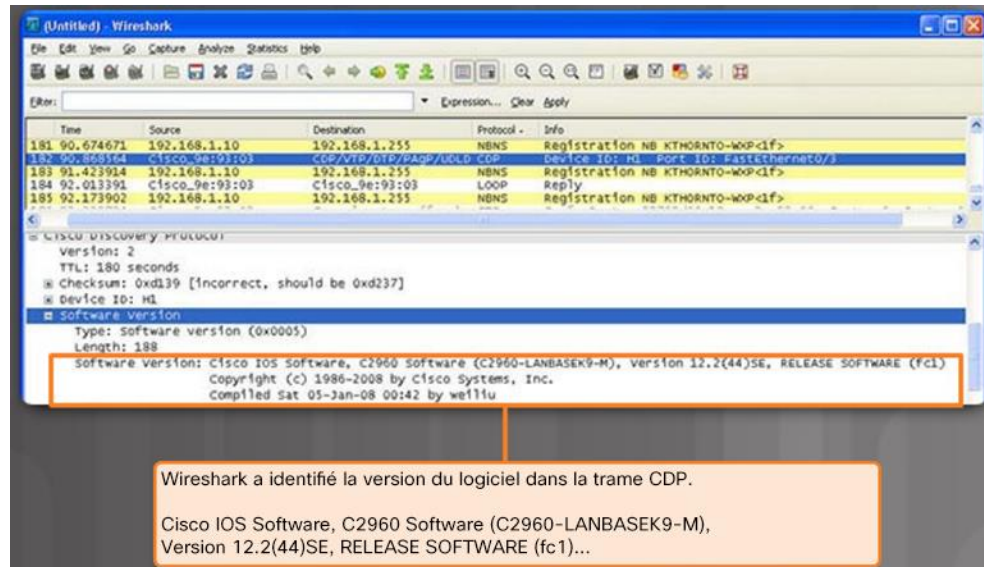 (Untitled) - Wireshark
File Edit View Go Capture Analyze Statistics Help
Filter: Expression... Clear Apply
Time Source Destination Protocol - Info
181 90.674671 192.168.1.10 192.168.1.255 NBNS Registration NB KTHORNTO-WXP<1f>
182 90.868564 Cisco_9e:93:03 CDP/VTP/DTP/PAgP/UDLD CDP Device ID: H1 Port ID: FastEthernet0/3
183 91.423914 192.168.1.10 192.168.1.255 NBNS Registration NB KTHORNTO-WXP<1f>
184 92.013391 Cisco_9e:93:03 Cisco_9e:93:03 LOOP Reply
185 92.173902 192.168.1.10 192.168.1.255 NBNS Registration NB KTHORNTO-WXP<1f>
Cisco Discovery Protocol
Version: 2
TTL: 180 seconds
Checksum: 0xd139 [incorrect, should be 0xd237]
Device ID: H1
Software Version
Type: Software version (0x0005)
Length: 188
Software Version: Cisco IOS Software, C2960 Software (C2960-LANBASEK9-M), Version 12.2(44)SE, RELEASE SOFTWARE (fc1)
Copyright (c) 1986-2008 by Cisco Systems, Inc.
Compiled Sat 05-Jan-08 00:42 by weiliu
Wireshark a identifié la version du logiciel dans la trame CDP.
Cisco IOS Software, C2960 Software (C2960-LANBASEK9-M),
Version 12.2(44)SE, RELEASE SOFTWARE (fc1)...